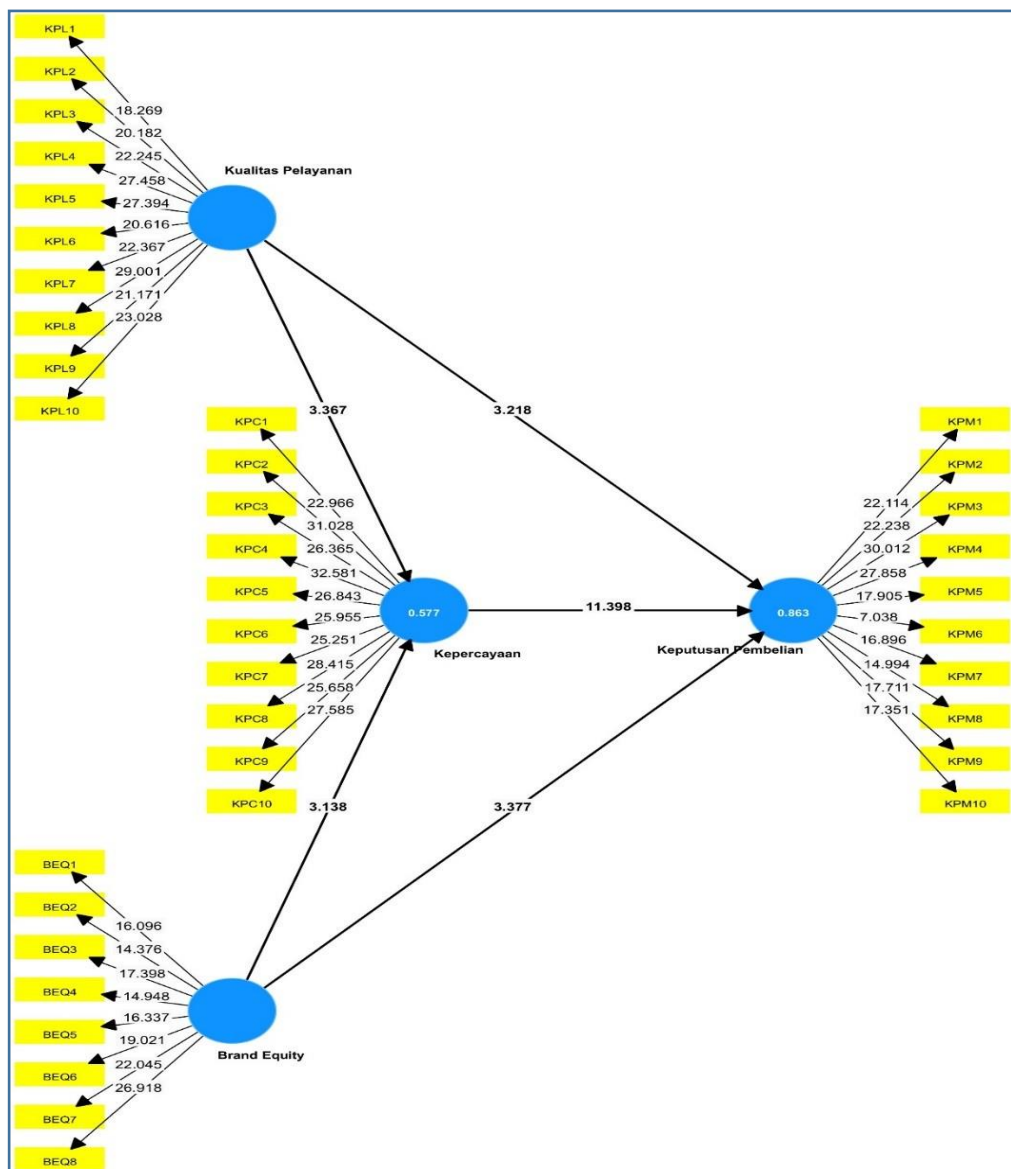 KPL1
KPL2
KPL3
KPL4
KPL5
KPL6
KPL7
KPL8
KPL9
KPL10
18.269
20.182
22.245
27.458
27.394
20.616
22.367
29.001
21.171
23.028
Kualitas Pelayanan
3.367
3.218
KPC1
KPC2
KPC3
KPC4
KPC5
KPC6
KPC7
KPC8
KPC9
KPC10
22.966
31.028
26.365
32.581
26.843
25.955
25.251
28.415
25.658
27.585
0.577
Kepercayaan
11.398
0.863
Keputusan Pembelian
22.114
22.238
30.012
27.858
17.905
7.038
16.896
14.994
17.711
17.351
KPM1
KPM2
KPM3
KPM4
KPM5
KPM6
KPM7
KPM8
KPM9
KPM10
3.138
3.377
BEQ1
BEQ2
BEQ3
BEQ4
BEQ5
BEQ6
BEQ7
BEQ8
16.096
14.376
17.398
14.948
16.337
19.021
22.045
26.918
Brand Equity